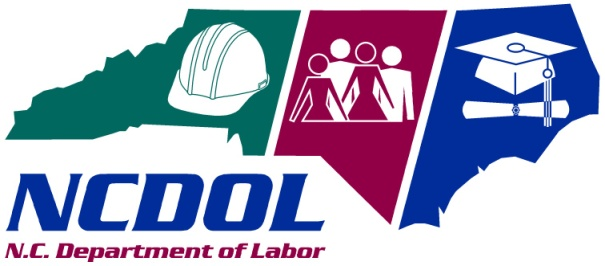 NCDOL
N.C. Department of Labor